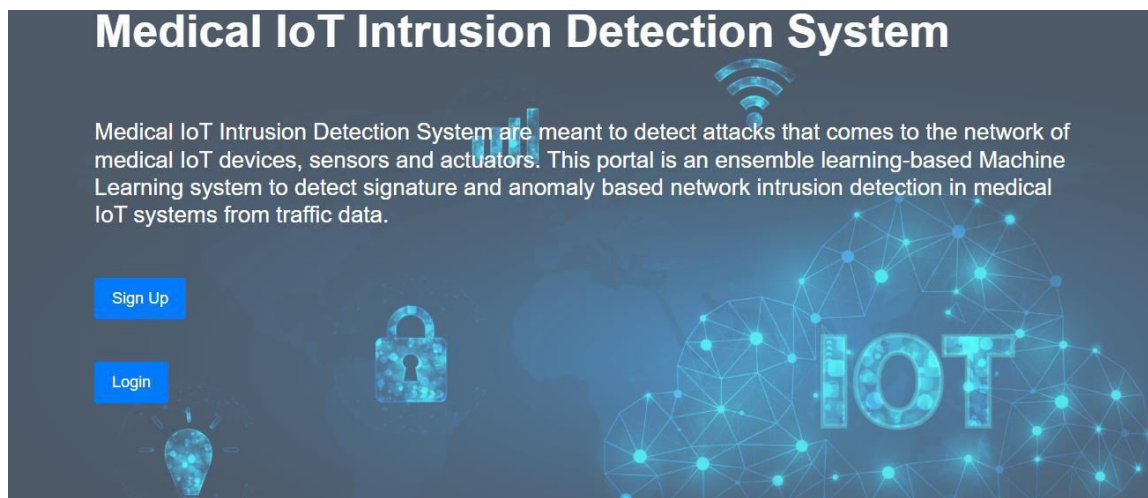 Medical IoT Intrusion Detection System
Medical IoT Intrusion Detection System are meant to detect attacks that comes to the network of
medical IoT devices, sensors and actuators. This portal is an ensemble learning-based Machine
Learning system to detect signature and anomaly based network intrusion detection in medical
IoT systems from traffic data.
Sign Up
Login
IOT